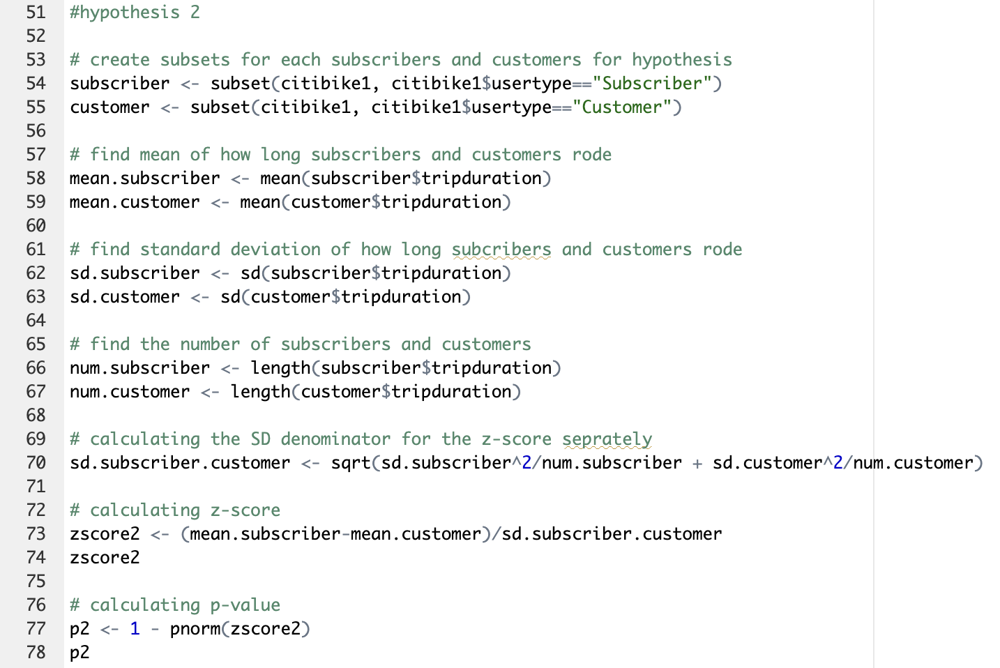 51 #hypothesis 2
52
53 # create subsets for each subscribers and customers for hypothesis
54 subscriber <- subset(citibike1, citibike1$usertype=="Subscriber")
55 customer <- subset(citibike1, citibike1$usertype=="Customer")
56
57 # find mean of how long subscribers and customers rode
58 mean.subscriber <- mean(subscriber$tripduration)
59 mean.customer <- mean(customer$tripduration)
60
61 # find standard deviation of how long subcribers and customers rode
62 sd.subscriber <- sd(subscriber$tripduration)
63 sd.customer <- sd(customer$tripduration)
64
65 # find the number of subscribers and customers
66 num.subscriber <- length(subscriber$tripduration)
67 num.customer <- length(customer$tripduration)
68
69 # calculating the SD denominator for the z-score seprately
70 sd.subscriber.customer <- sqrt(sd.subscriber^2/num.subscriber + sd.customer^2/num.customer)
71
72 # calculating z-score
73 zscore2 <- (mean.subscriber-mean.customer)/sd.subscriber.customer
74 zscore2
75
76 # calculating p-value
77 p2 <- 1 - pnorm(zscore2)
78 p2